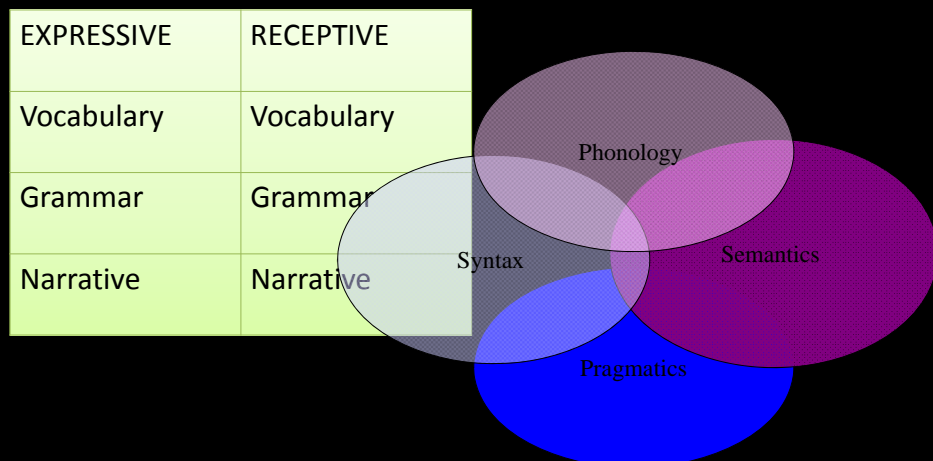 EXPRESSIVE RECEPTIVE
Vocabulary Vocabulary
Grammar Grammar
Narrative Narrative
Phonology
Semantics
Syntax
Pragmatics